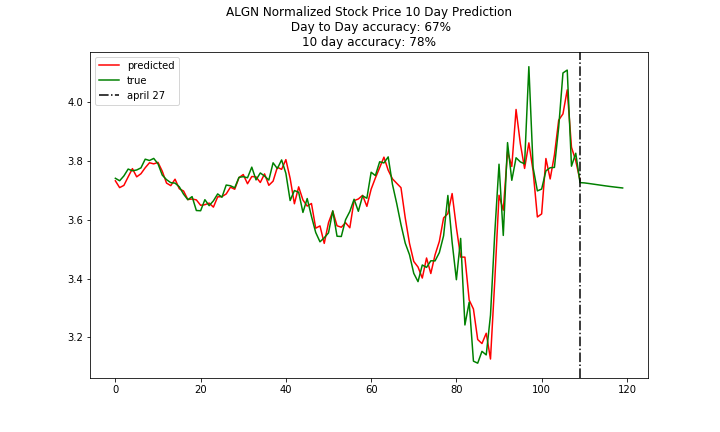 ALGN Normalized Stock Price 10 Day Prediction
Day to Day accuracy: 67%
10 day accuracy: 78%
predicted
true
april 27
4.0
3.8
3.6
3.4
3.2
0
20
40
60
80
100
120